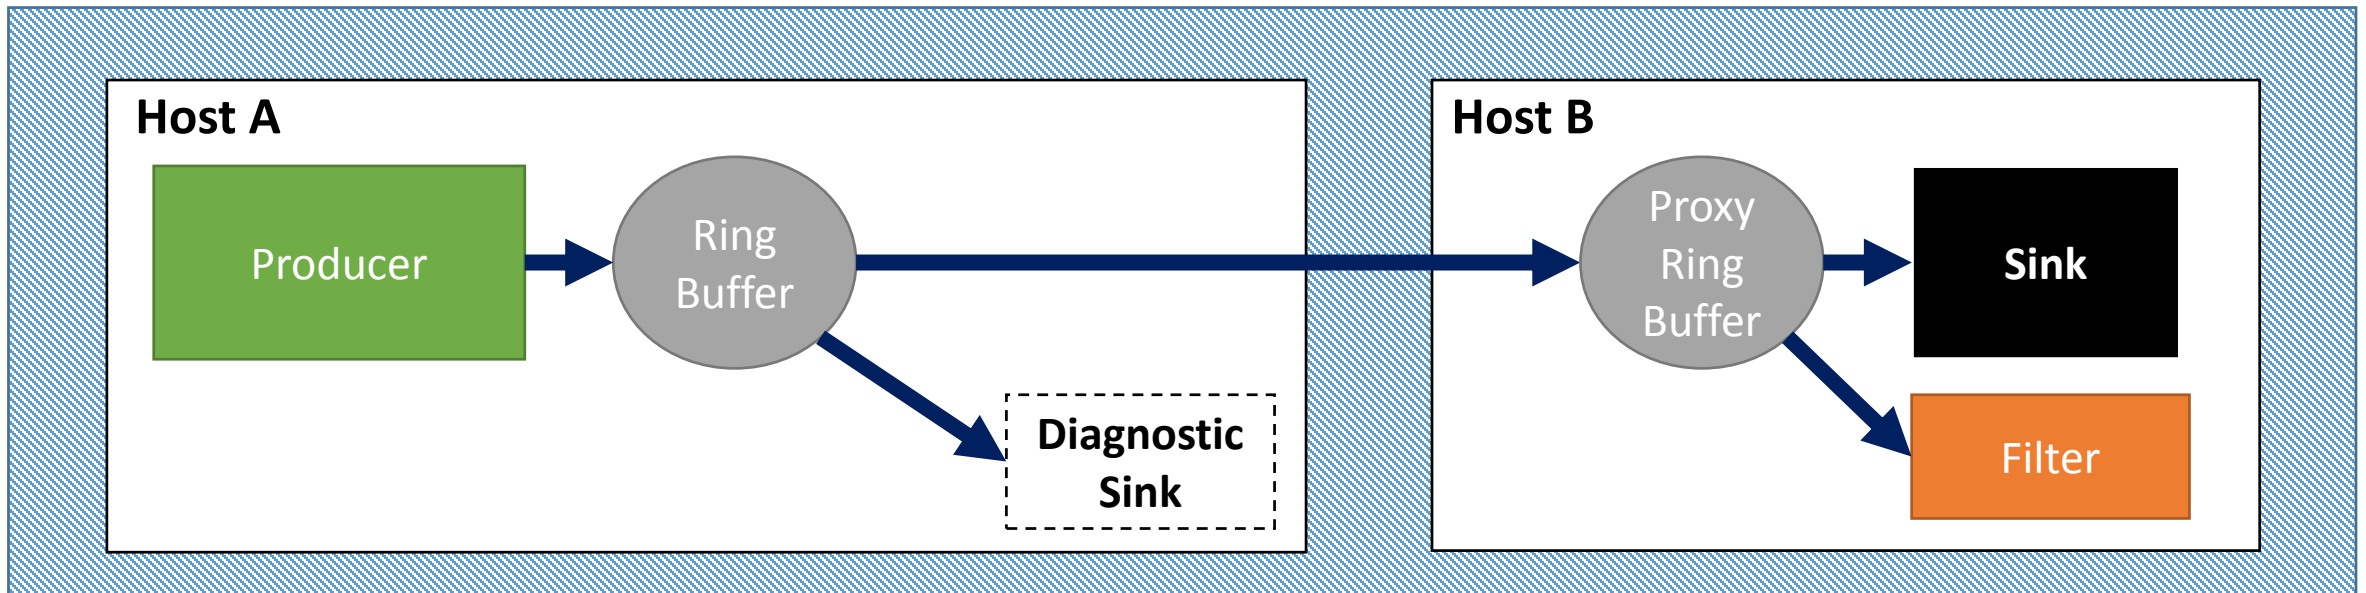 Host A
Producer
Ring
Buffer
Diagnostic
Sink
Host B
Proxy
Ring
Buffer
Sink
Filter